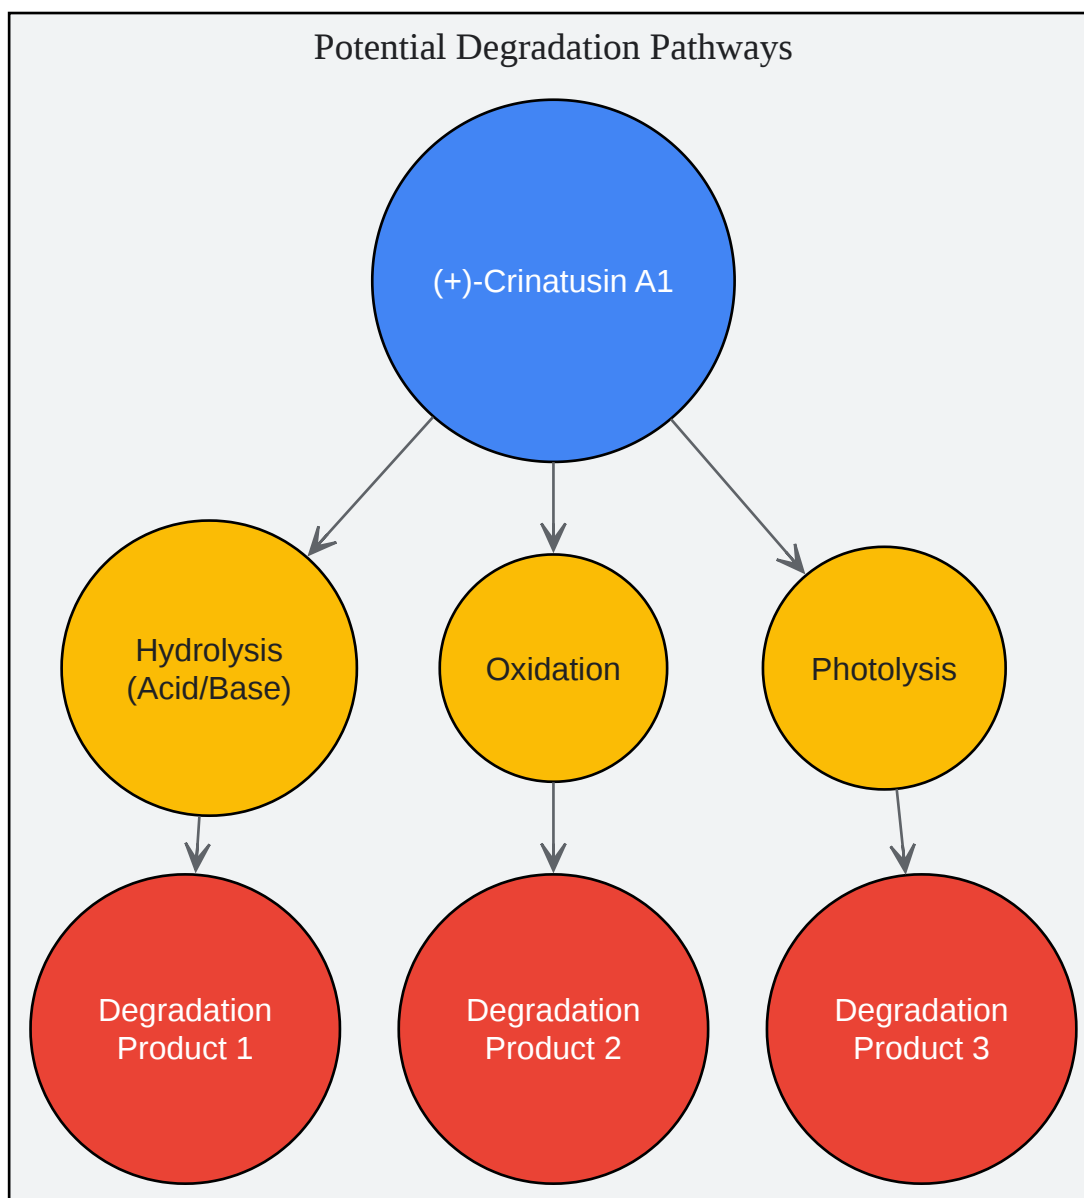 Potential Degradation Pathways
(+)-Crinatusin A1
Hydrolysis
(Acid/Base)
Oxidation
Photolysis
Degradation
Product 1
Degradation
Product 2
Degradation
Product 3